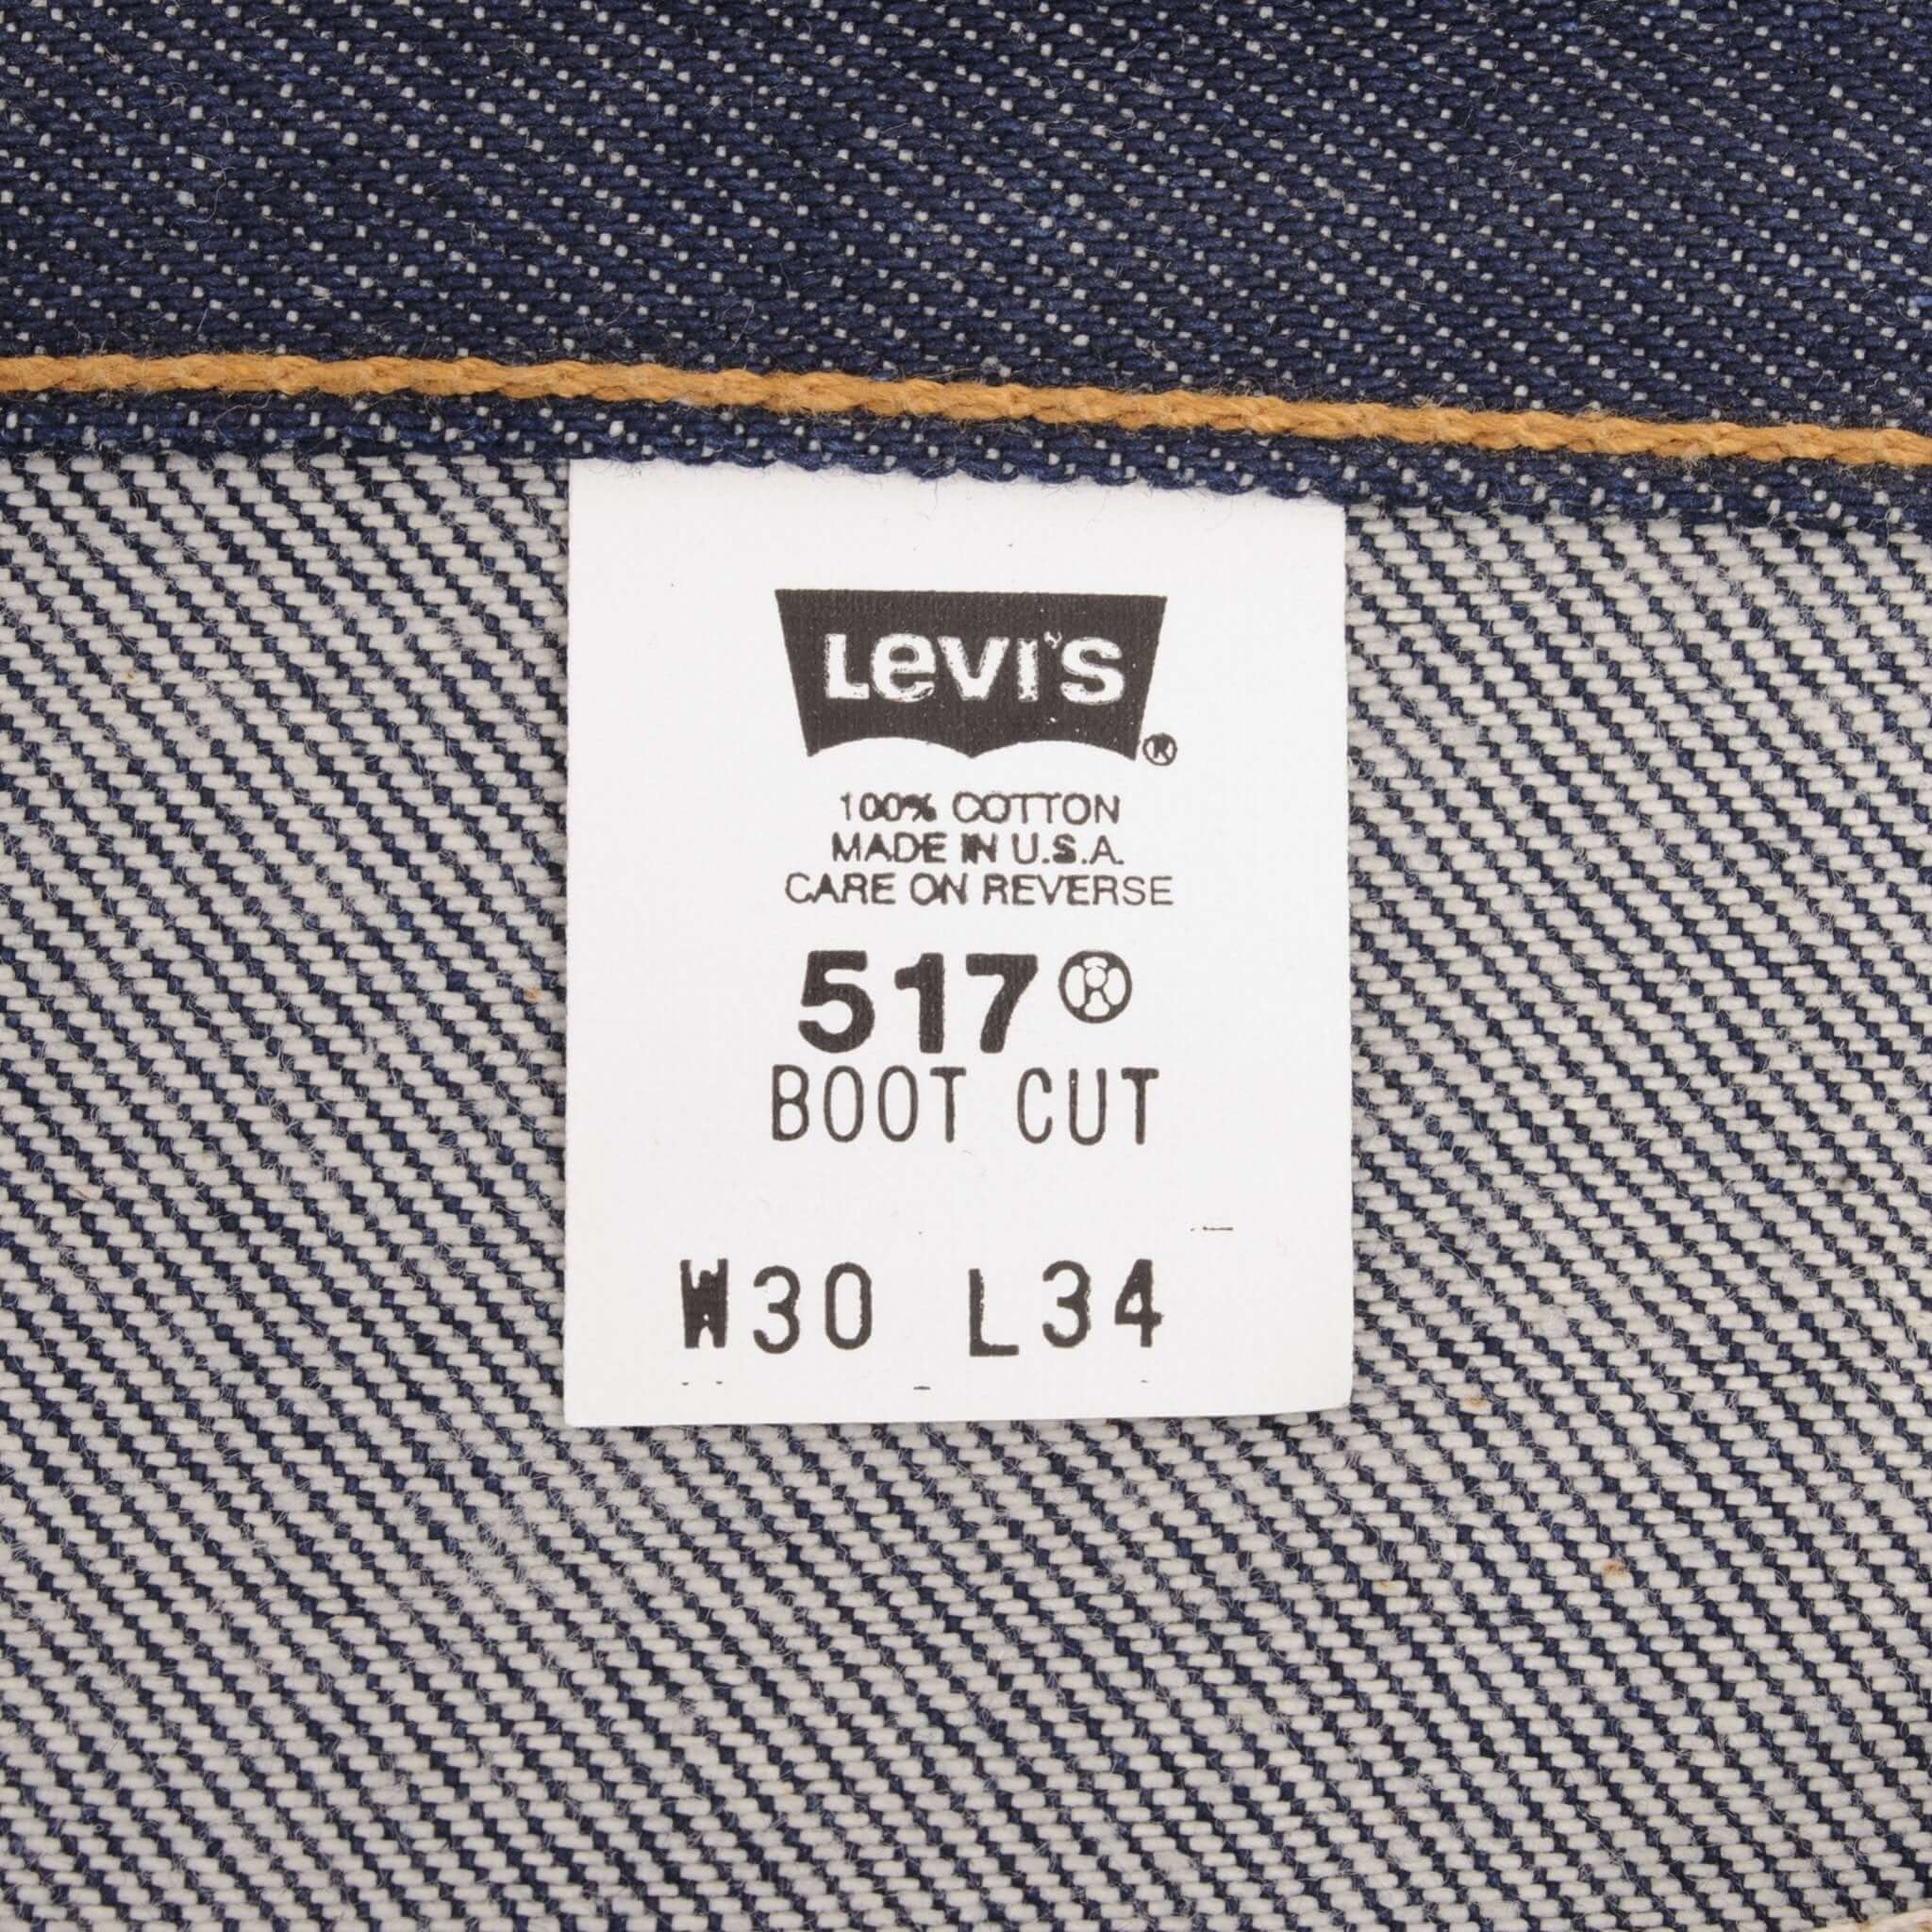 Levi's®
100% COTTON
MADE IN U.S.A.
CARE ON REVERSE
517®
BOOT CUT
W30 L34